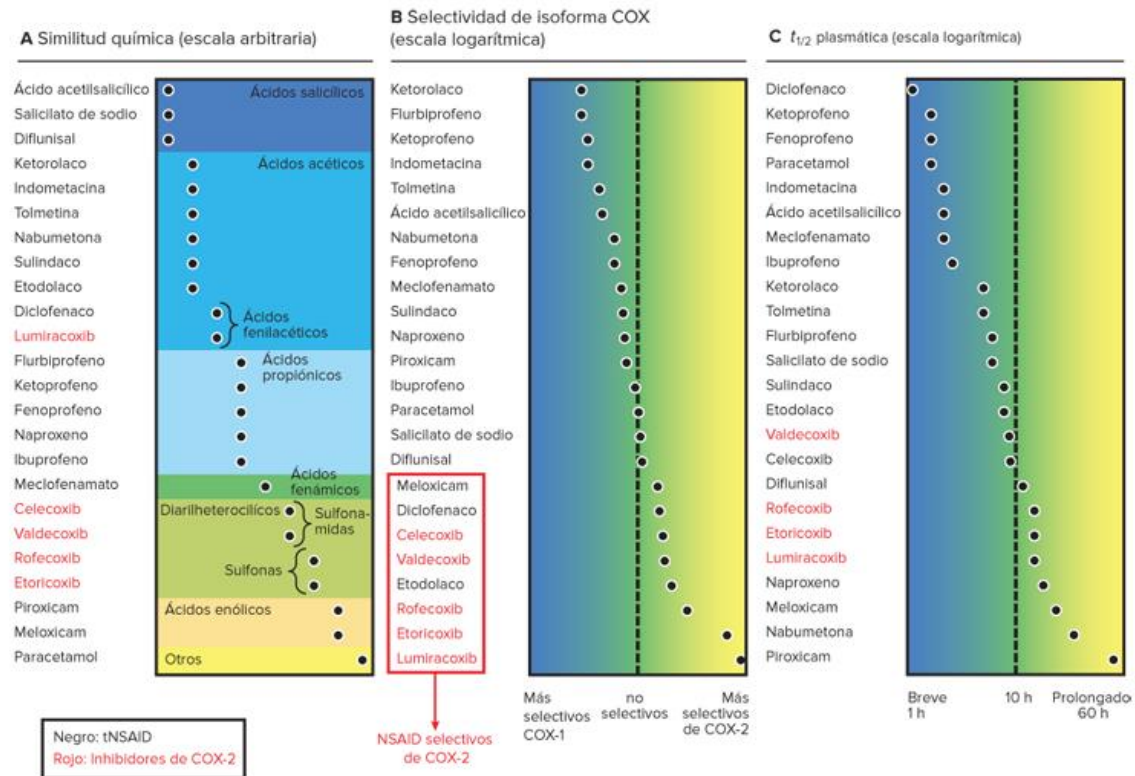 A Similitud química (escala arbitraria)
Ácido acetilsalicílico
Salicilato de sodio
Diflunisal
Ketorolaco
Indometacina
Tolmetina
Nabumetona
Sulindaco
Etodolaco
Diclofenaco
Lumiracoxib
Flurbiprofeno
Ketoprofeno
Fenoprofeno
Naproxeno
Ibuprofeno
Meclofenamato
Celecoxib
Valdecoxib
Rofecoxib
Etoricoxib
Piroxicam
Meloxicam
Paracetamol
Ácidos salicílicos
Ácidos acéticos
Ácidos
fenilacéticos
Ácidos
propiónicos
Ácidos
fenámicos
Diarilheterocilícos
Sulfona-
midas
Sulfonas
Ácidos enólicos
Otros
Negro: tNSAID
Rojo: Inhibidores de COX-2
B Selectividad de isoforma COX
(escala logarítmica)
Ketorolaco
Flurbiprofeno
Ketoprofeno
Indometacina
Tolmetina
Ácido acetilsalicílico
Nabumetona
Fenoprofeno
Meclofenamato
Sulindaco
Naproxeno
Piroxicam
Ibuprofeno
Paracetamol
Salicilato de sodio
Diflunisal
Meloxicam
Diclofenaco
Celecoxib
Valdecoxib
Etodolaco
Rofecoxib
Etoricoxib
Lumiracoxib
NSAID selectivos
de COX-2
Más
selectivos
COX-1
no
selectivos
Más
selectivos
de COX-2
C t1/2 plasmática (escala logarítmica)
Diclofenaco
Ketoprofeno
Fenoprofeno
Paracetamol
Indometacina
Ácido acetilsalicílico
Meclofenamato
Ibuprofeno
Ketorolaco
Tolmetina
Flurbiprofeno
Salicilato de sodio
Sulindaco
Etodolaco
Valdecoxib
Celecoxib
Diflunisal
Rofecoxib
Etoricoxib
Lumiracoxib
Naproxeno
Meloxicam
Nabumetona
Piroxicam
Breve
1 h
10 h
Prolongado
60 h